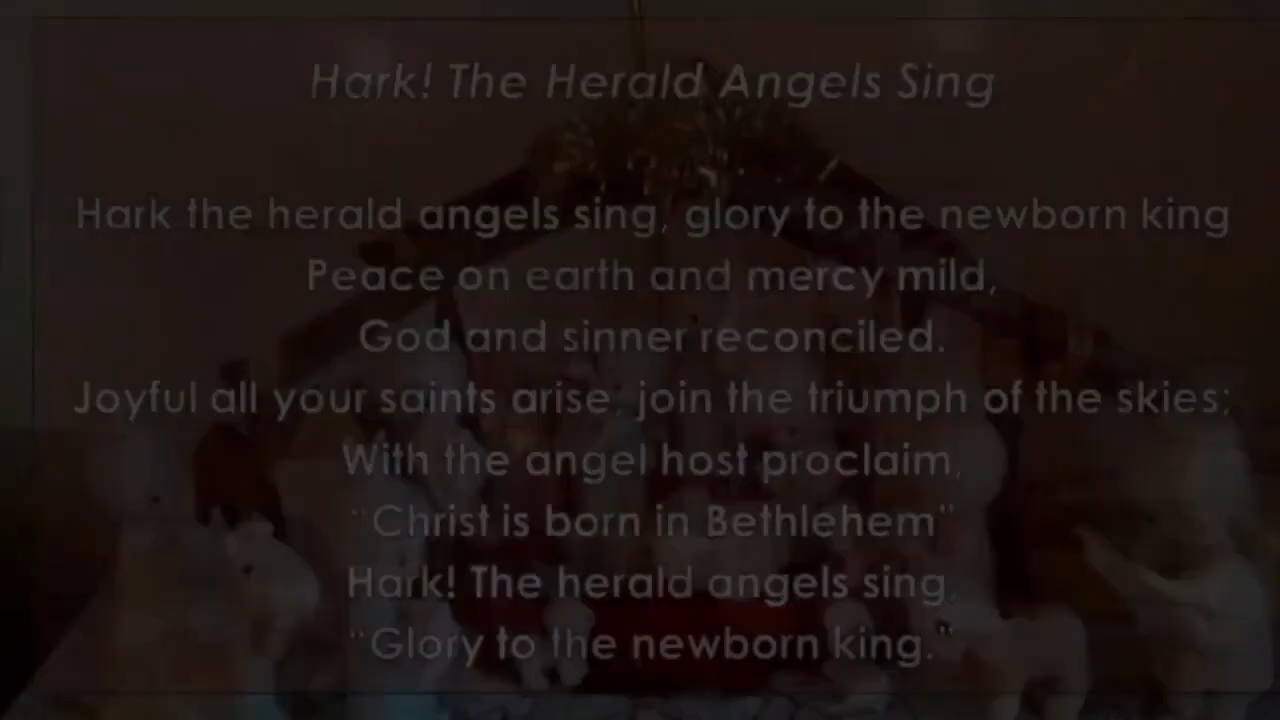 Hark! The Herald Angels Sing
Hark the herald angels sing, glory to the newborn king
Peace on earth and mercy mild,
God and sinner reconciled.
Joyful all your saints arise, join the triumph of the skies;
With the angel host proclaim,
“Christ is born in Bethlehem”
Hark! The herald angels sing,
“Glory to the newborn king.”